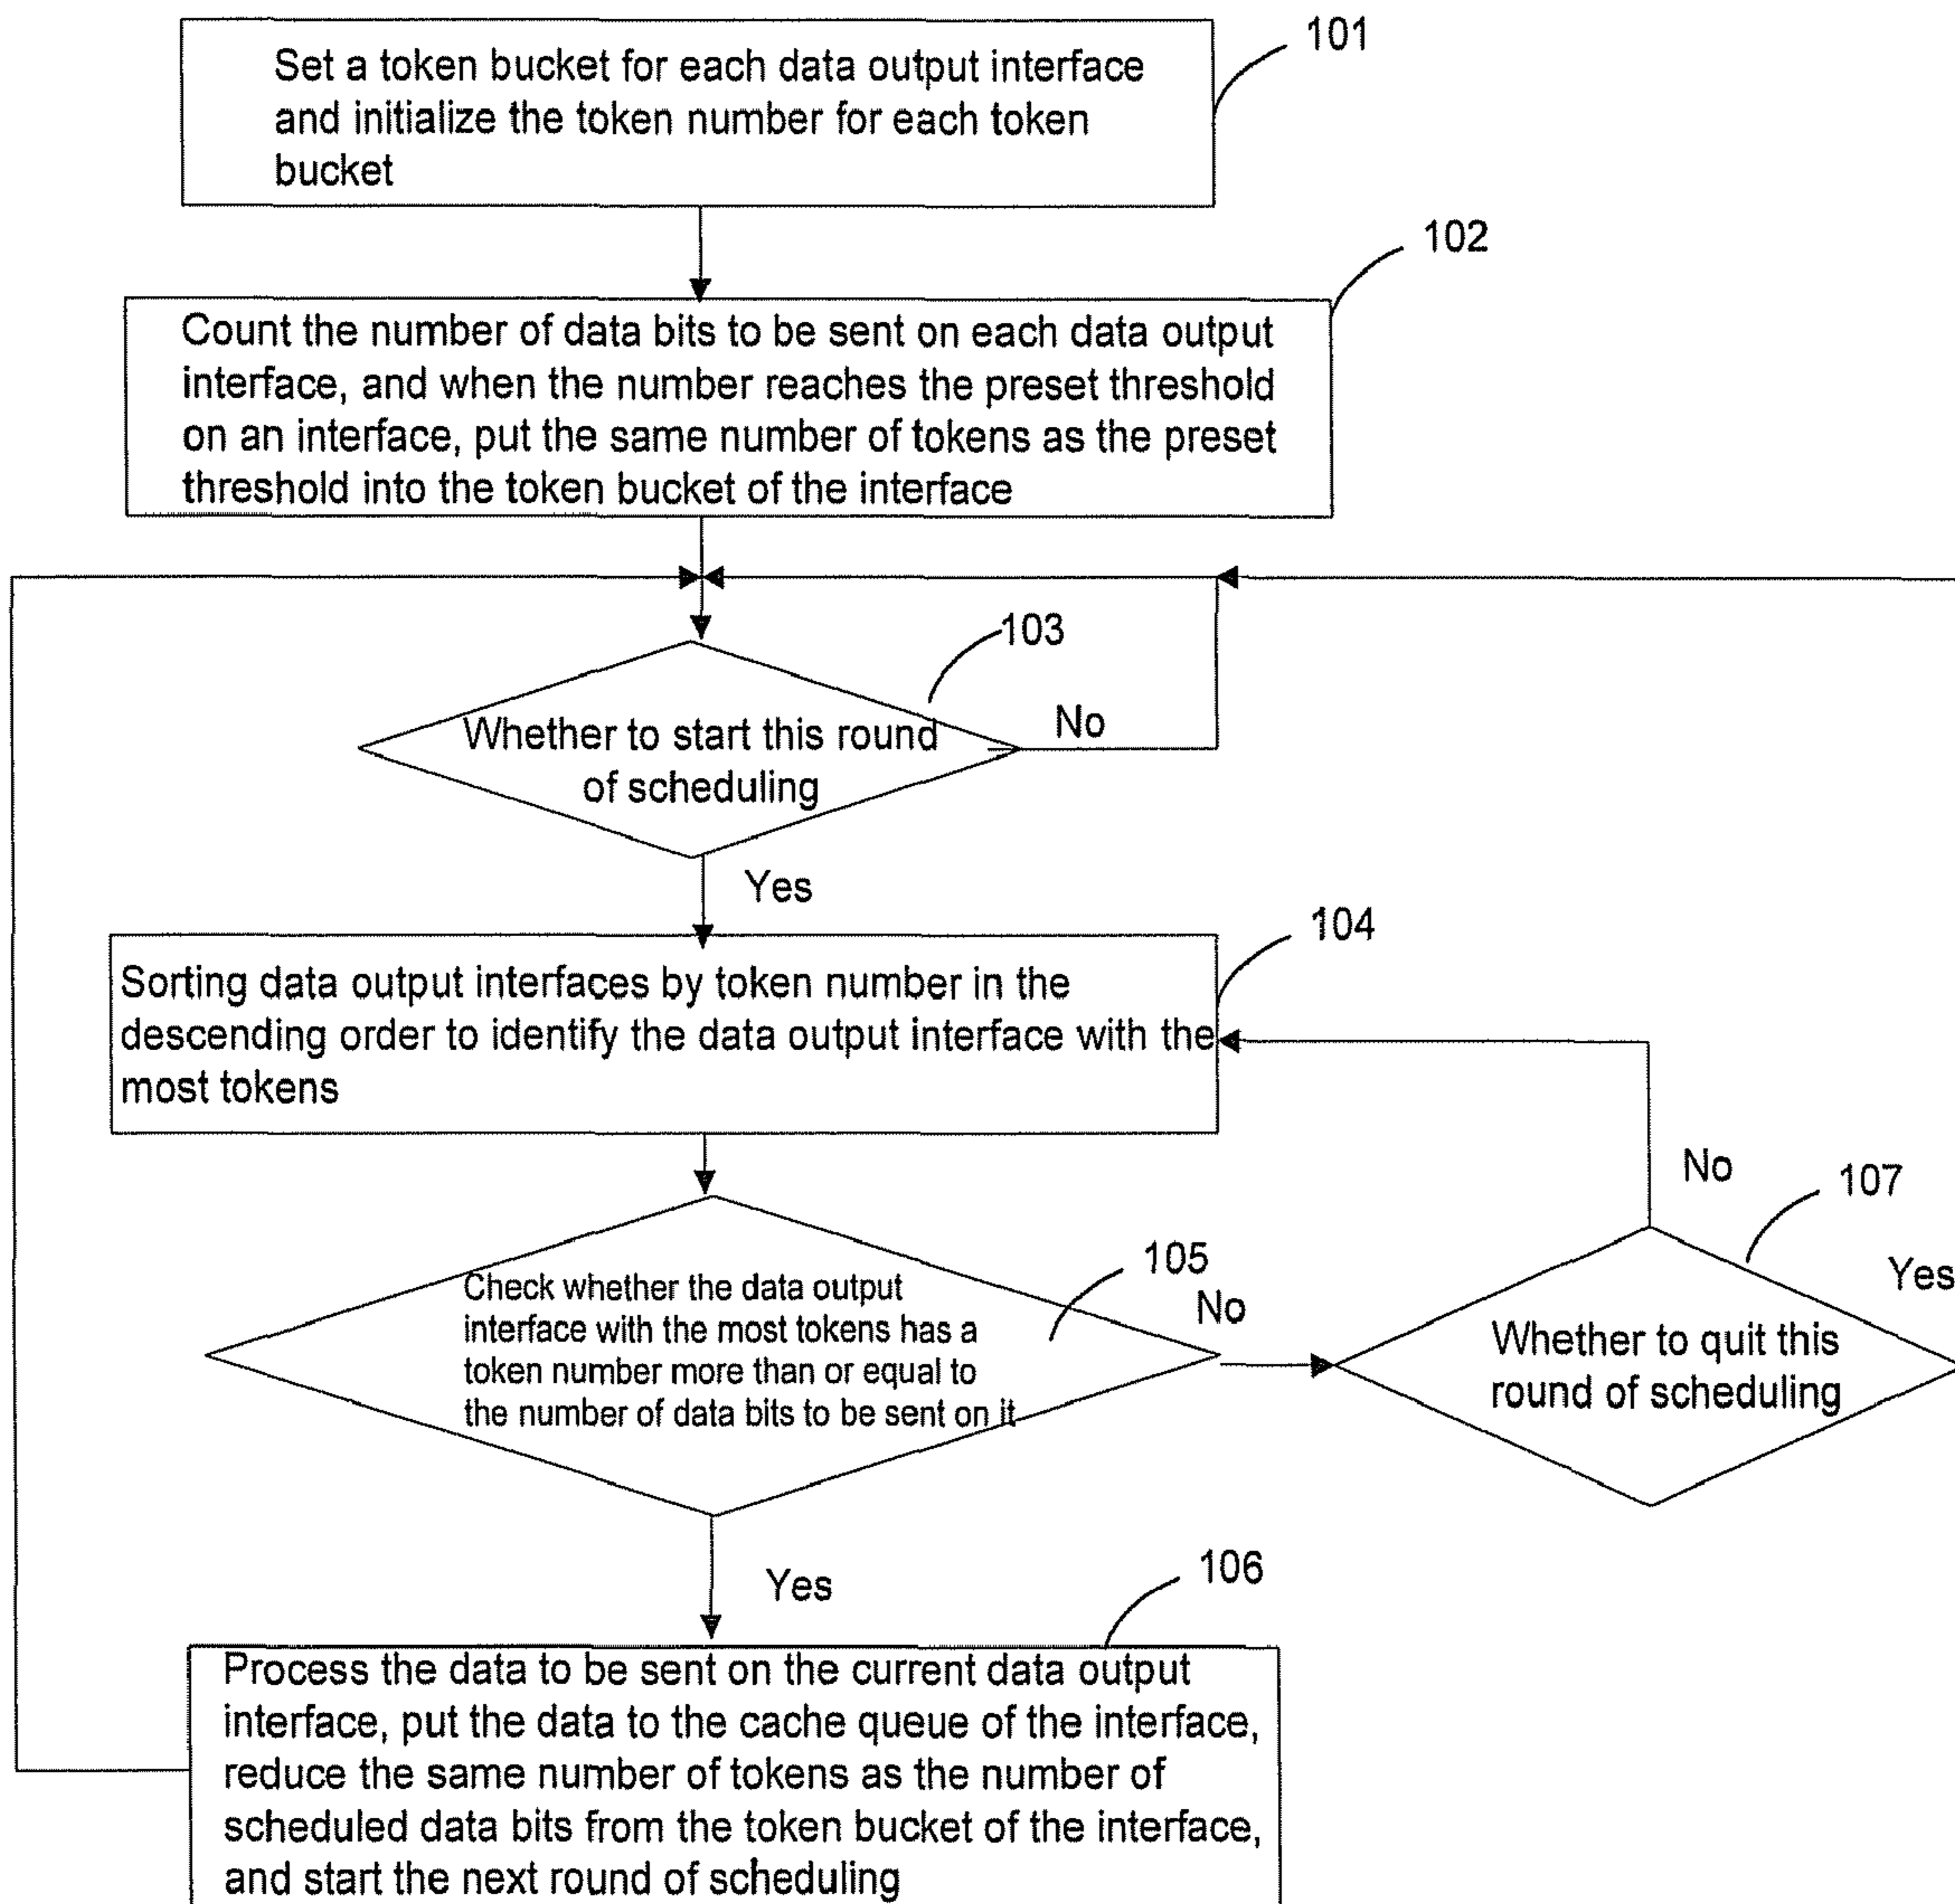 101
Set a token bucket for each data output interface
and initialize the token number for each token
bucket
102
Count the number of data bits to be sent on each data output
interface, and when the number reaches the preset threshold
on an interface, put the same number of tokens as the preset
threshold into the token bucket of the interface
103
Whether to start this round
of scheduling
No
Yes
104
Sorting data output interfaces by token number in the
descending order to identify the data output interface with the
most tokens
105
Check whether the data output
interface with the most tokens has a
token number more than or equal to
the number of data bits to be sent on it
No
No
107
Yes
Whether to quit this
round of scheduling
Yes
106
Process the data to be sent on the current data output
interface, put the data to the cache queue of the interface,
reduce the same number of tokens as the number of
scheduled data bits from the token bucket of the interface,
and start the next round of scheduling